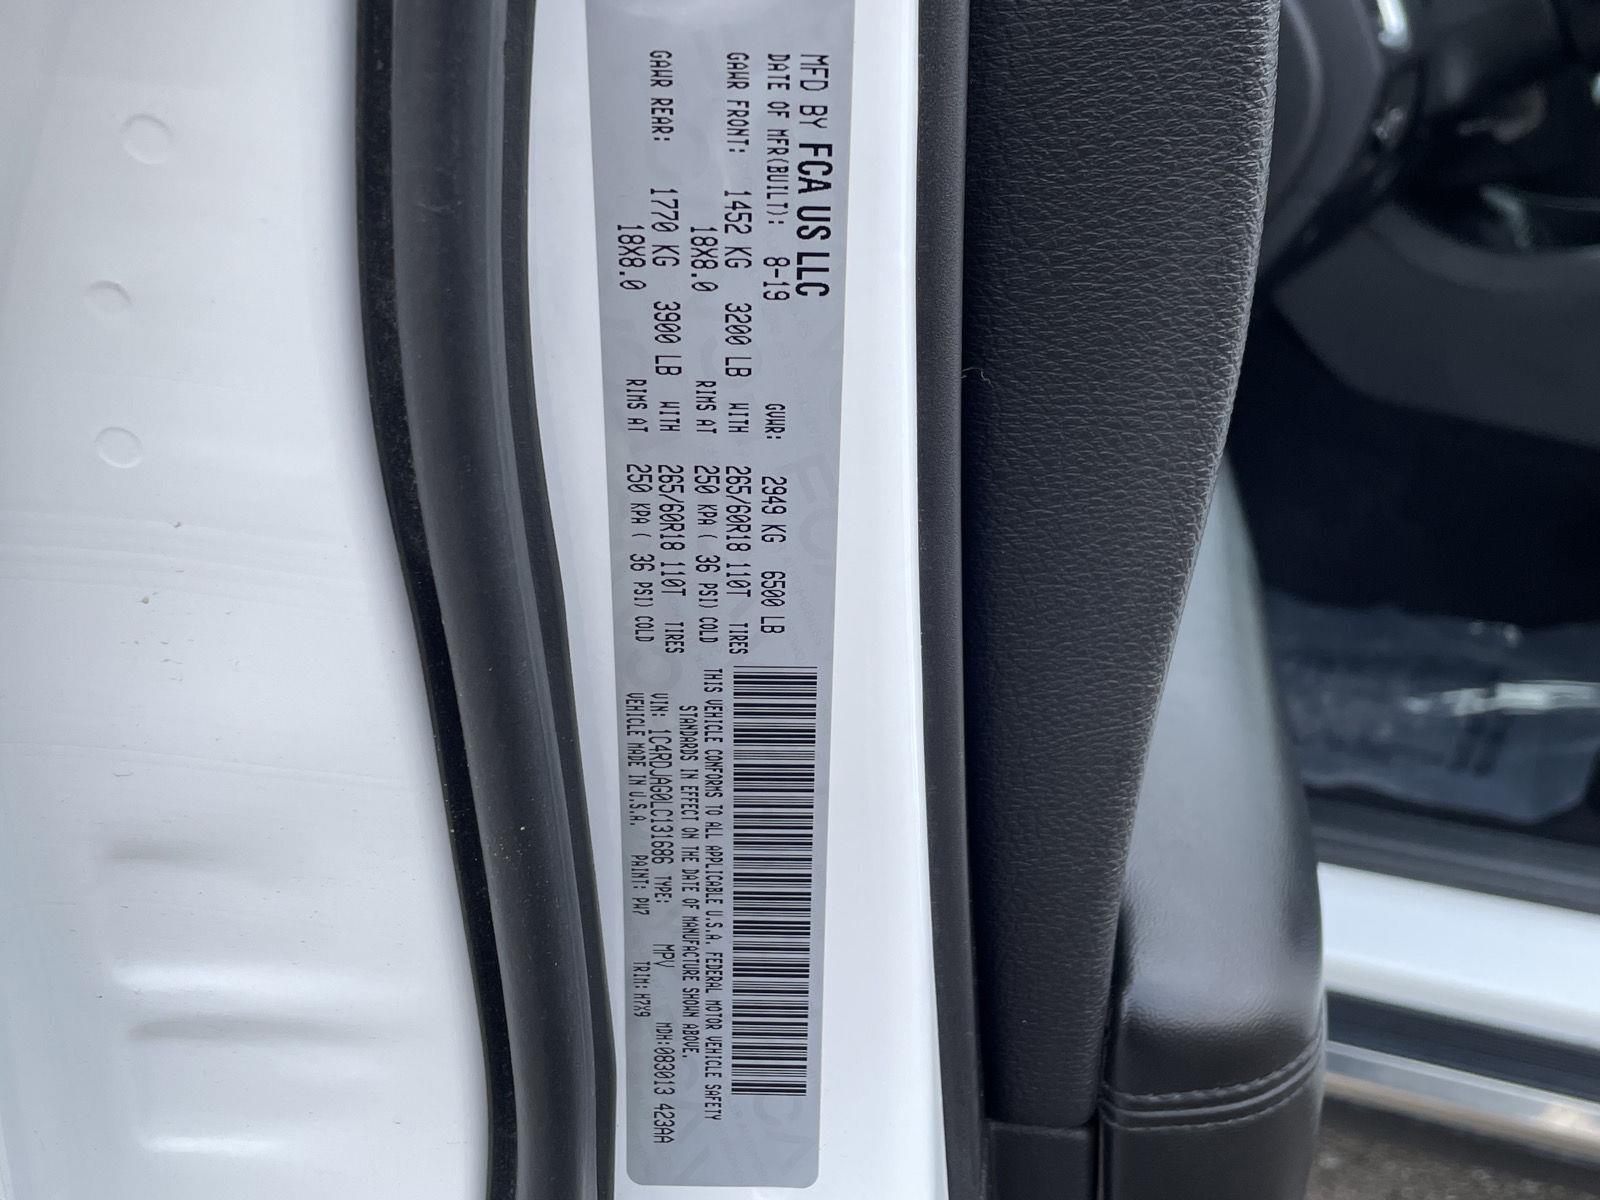 MFD BY FCA US LLC
DATE OF MFR(BUILT): 8-19 GVWR: 2949 KG 6500 LB
GAWR FRONT: 1452 KG 3200 LB WITH 265/60R18 110T TIRES
18X8.0 RIMS AT 250 KPA ( 36 PSI) COLD
GAWR REAR: 1770 KG 3900 LB WITH 265/60R18 110T TIRES
18X8.0 RIMS AT 250 KPA ( 36 PSI) COLD
THIS VEHICLE CONFORMS TO ALL APPLICABLE U.S.A. FEDERAL MOTOR VEHICLE SAFETY
STANDARDS IN EFFECT ON THE DATE OF MANUFACTURE SHOWN ABOVE.
VIN: 1C4RDJAG0LC131686 TYPE: MPV MDH:083013 423AA
VEHICLE MADE IN U.S.A. PAINT: PW7 TRIM: H7X9